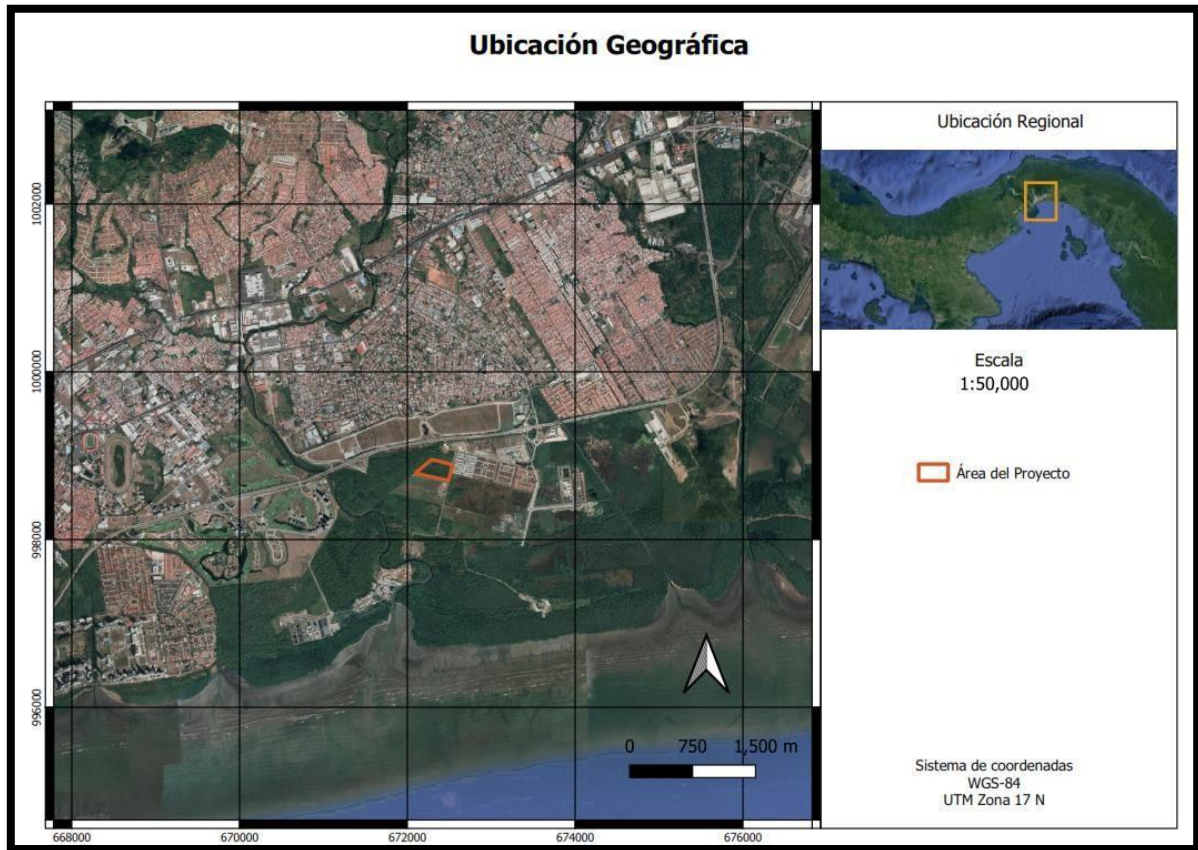 Ubicación Geográfica
Ubicación Regional
1002000
1000000
998000
996000
Escala
1:50,000
Área del Proyecto
0 750 1,500 m
Sistema de coordenadas
WGS-84
UTM Zona 17 N
668000 670000 672000 674000 676000